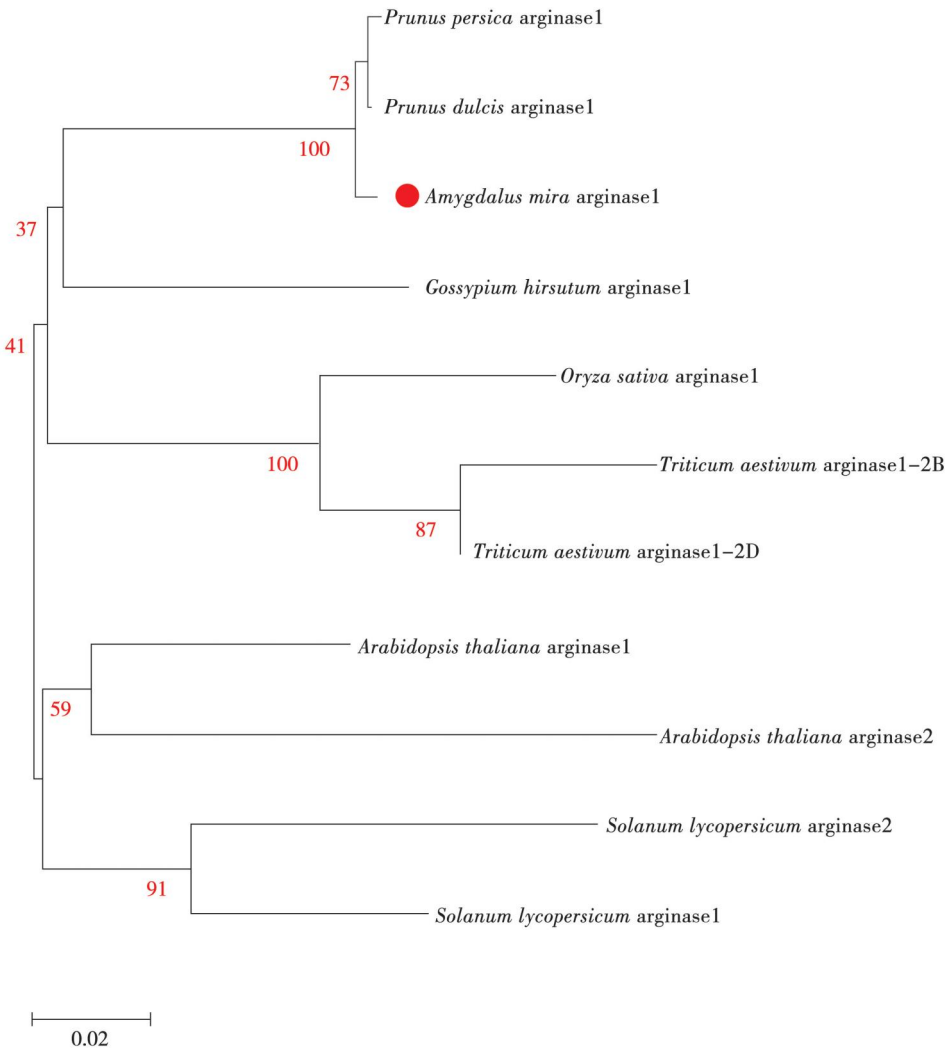 Prunus persica arginase1
73
Prunus dulcis arginase1
100
Amygdalus mira arginase1
37
Gossypium hirsutum arginase1
41
Oryza sativa arginase1
100
Triticum aestivum arginase1-2B
87
Triticum aestivum arginase1-2D
Arabidopsis thaliana arginase1
59
Arabidopsis thaliana arginase2
Solanum lycopersicum arginase2
91
Solanum lycopersicum arginase1
0.02